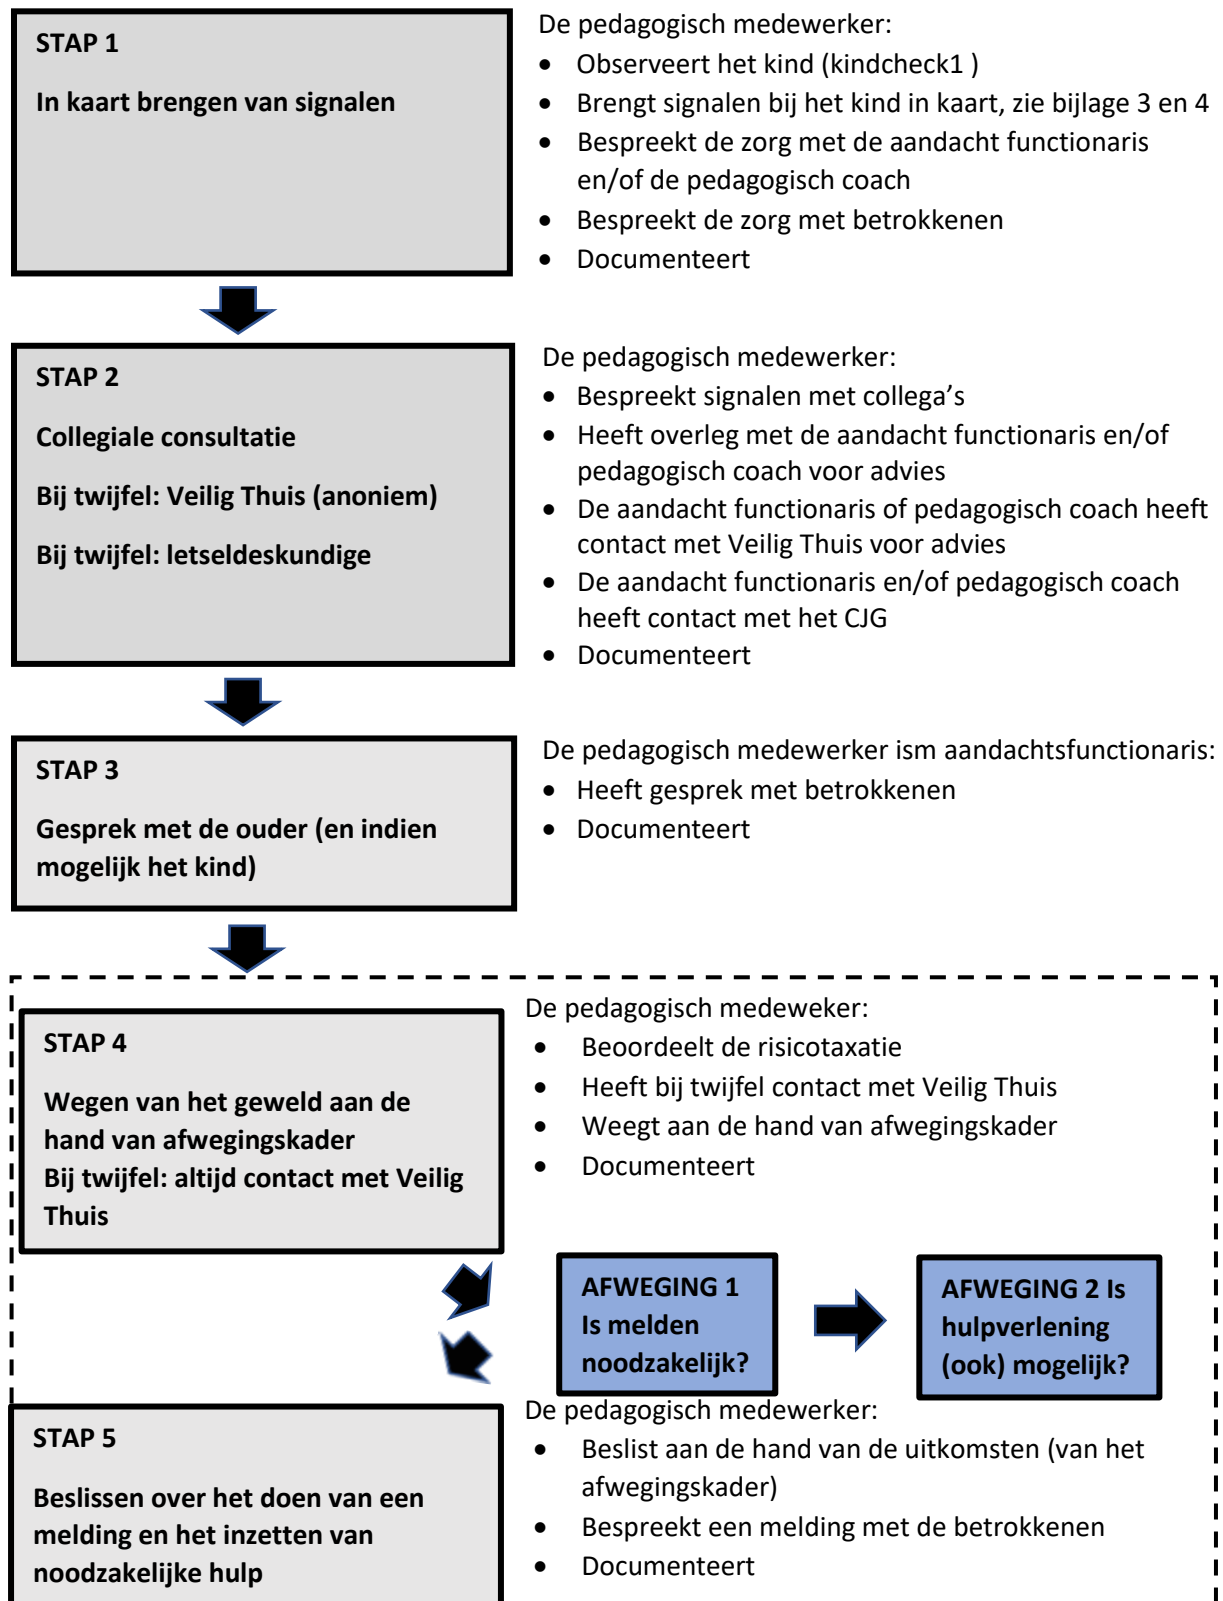 STAP 1
In kaart brengen van signalen
De pedagogisch medewerker:
• Observeert het kind (kindcheck1 )
• Brengt signalen bij het kind in kaart, zie bijlage 3 en 4
• Bespreekt de zorg met de aandacht functionaris
en/of de pedagogisch coach
• Bespreekt de zorg met betrokkenen
• Documenteert
STAP 2
Collegiale consultatie
Bij twijfel: Veilig Thuis (anoniem)
Bij twijfel: letseldeskundige
De pedagogisch medewerker:
• Bespreekt signalen met collega’s
• Heeft overleg met de aandacht functionaris en/of
pedagogisch coach voor advies
• De aandacht functionaris of pedagogisch coach heeft
contact met Veilig Thuis voor advies
• De aandacht functionaris en/of pedagogisch coach
heeft contact met het CJG
• Documenteert
STAP 3
Gesprek met de ouder (en indien
mogelijk het kind)
De pedagogisch medewerker ism aandachtsfunctionaris:
• Heeft gesprek met betrokkenen
• Documenteert
STAP 4
Wegen van het geweld aan de
hand van afwegingskader
Bij twijfel: altijd contact met Veilig
Thuis
De pedagogisch medeweker:
• Beoordeelt de risicotaxatie
• Heeft bij twijfel contact met Veilig Thuis
• Weegt aan de hand van afwegingskader
• Documenteert
AFWEGING 1
Is melden
noodzakelijk?
AFWEGING 2 Is
hulpverlening
(ook) mogelijk?
STAP 5
Beslissen over het doen van een
melding en het inzetten van
noodzakelijke hulp
De pedagogisch medewerker:
• Beslist aan de hand van de uitkomsten (van het
afwegingskader)
• Bespreekt een melding met de betrokkenen
• Documenteert